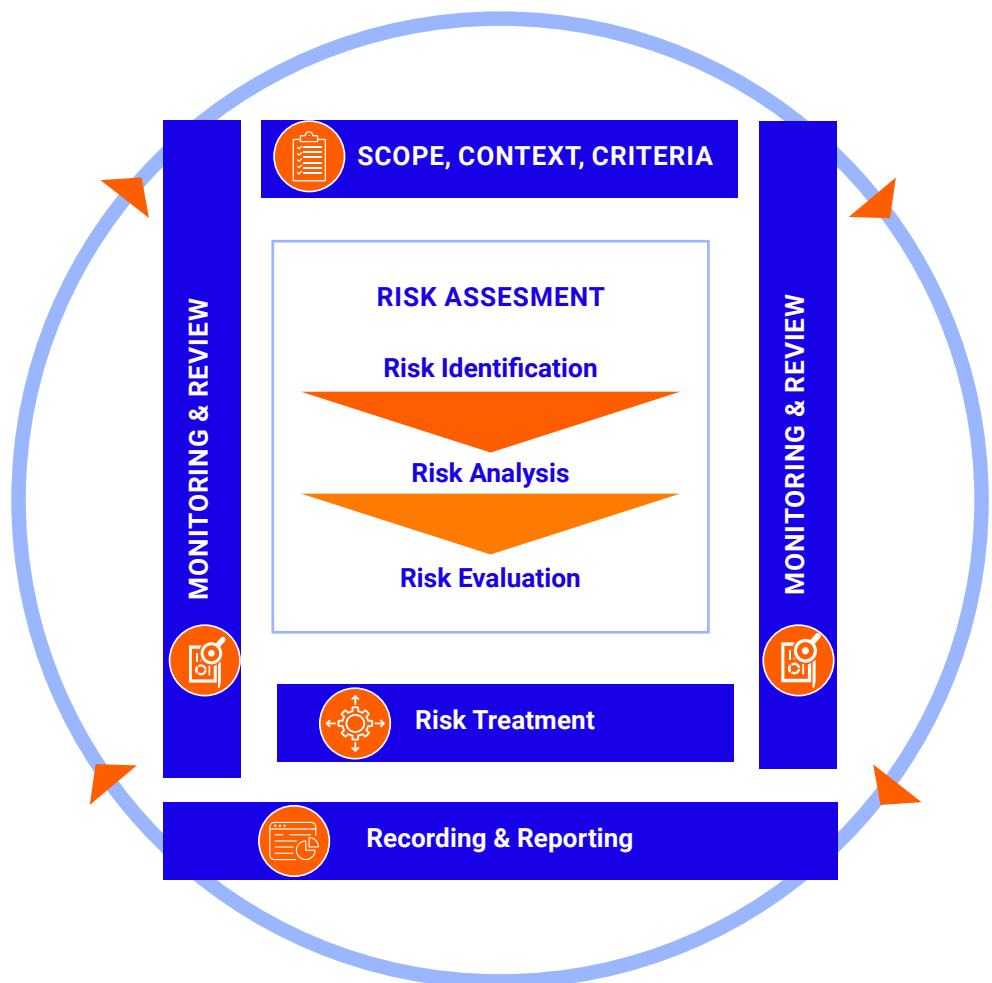 SCOPE, CONTEXT, CRITERIA
MONITORING & REVIEW
RISK ASSESMENT
Risk Identification
Risk Analysis
Risk Evaluation
MONITORING & REVIEW
Risk Treatment
Recording & Reporting